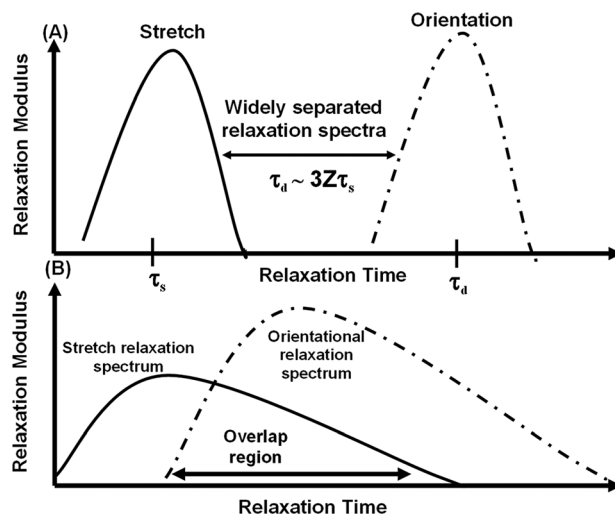 (A)
Stretch
Orientation
Relaxation Modulus
Widely separated
relaxation spectra
τd ~ 3Zτs
τs
Relaxation Time
τd
(B)
Relaxation Modulus
Stretch relaxation
spectrum
Orientational
relaxation
spectrum
Overlap
region
Relaxation Time